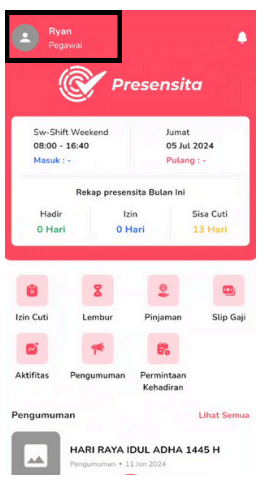 Ryan
Pegawai
Presensita
Sw-Shift Weekend
08:00 - 16:40
Masuk : -
Jumat
05 Jul 2024
Pulang : -
Rekap presensita Bulan Ini
Hadir
0 Hari
Izin
0 Hari
Sisa Cuti
13 Hari
Izin Cuti
Lembur
Pinjaman
Slip Gaji
Aktifitas
Pengumuman
Permintaan
Kehadiran
Pengumuman
Lihat Semua
HARI RAYA IDUL ADHA 1445 H
Pengumuman • 11 Jun 2024